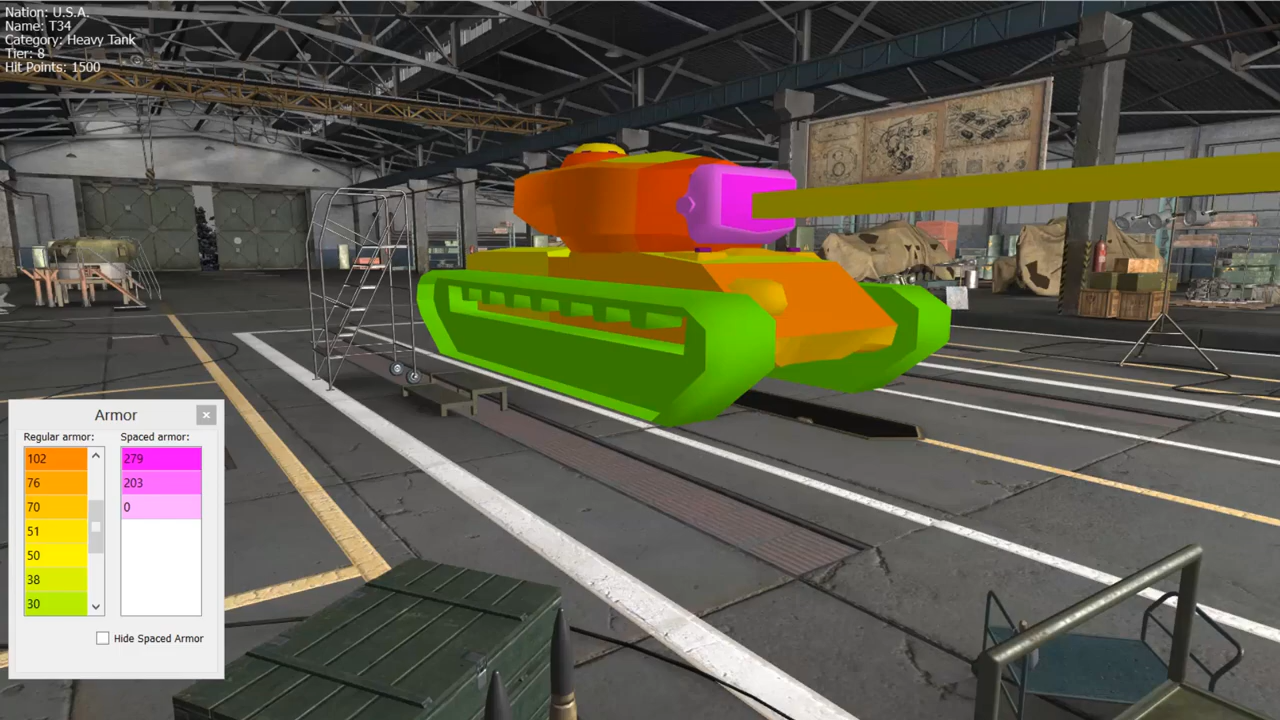 Nation: U.S.A.
Name: T34
Category: Heavy Tank
Tier: 8
Hit Points: 1500
Armor
Regular armor: Spaced armor:
102 279
76 203
70 0
51
50
38
30
Hide Spaced Armor